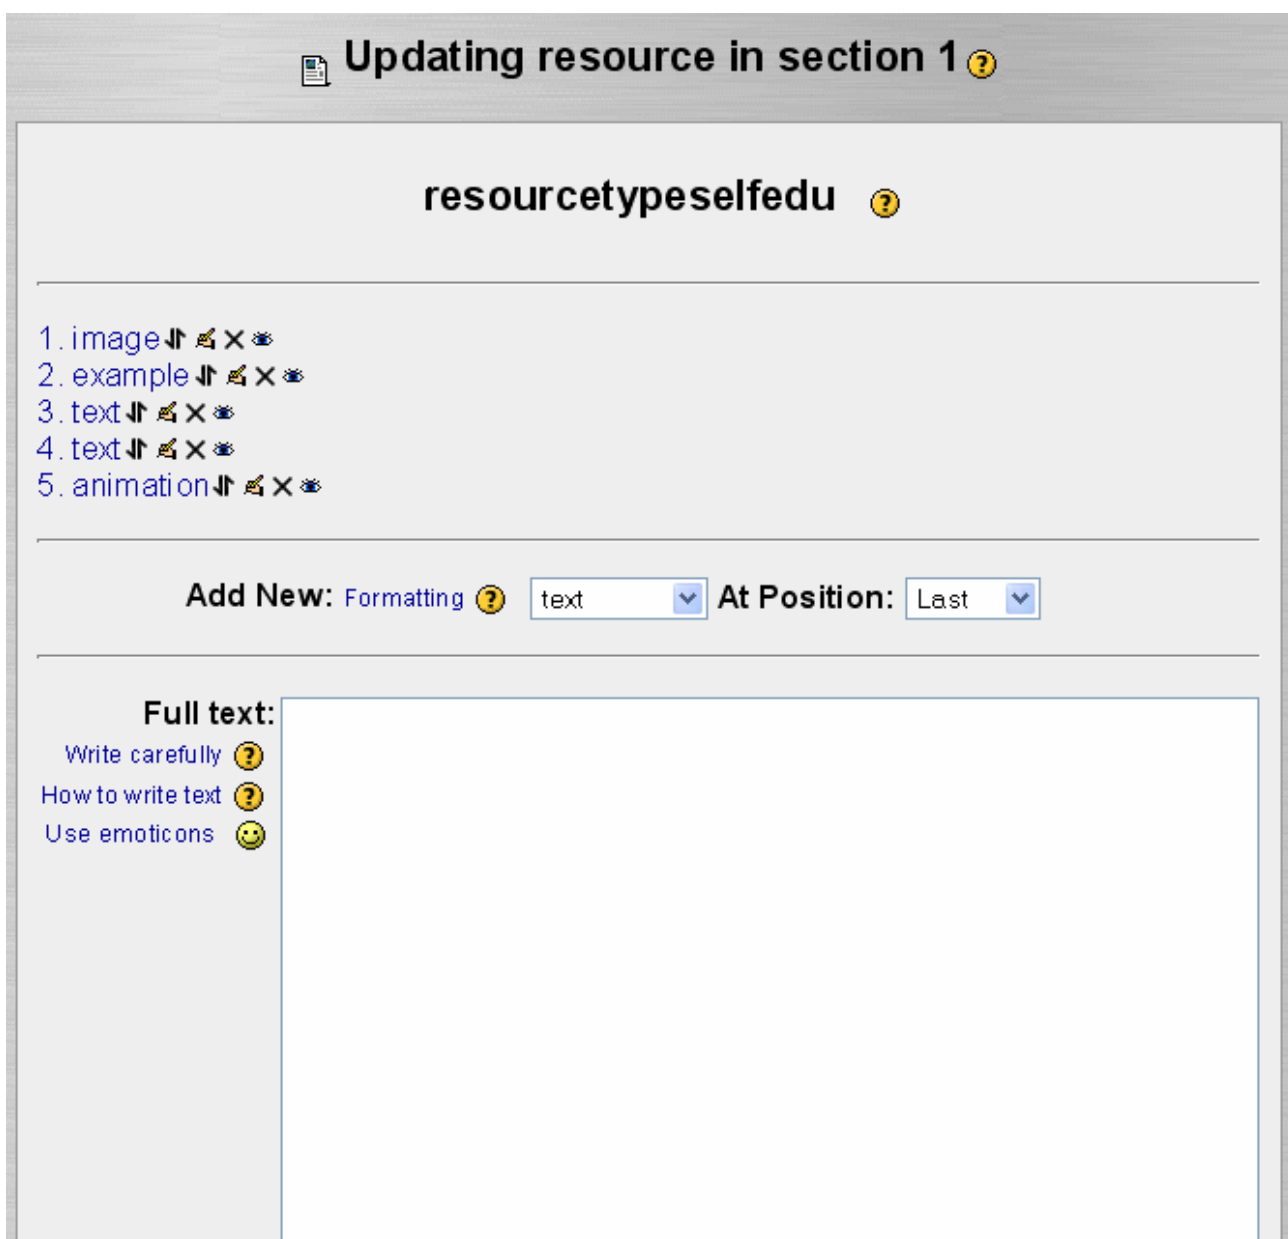 Updating resource in section 1
resourcetypeselfedu
1. image
2. example
3. text
4. text
5. animation
Add New: Formatting text At Position: Last
Full text:
Write carefully
How to write text
Use emoticons